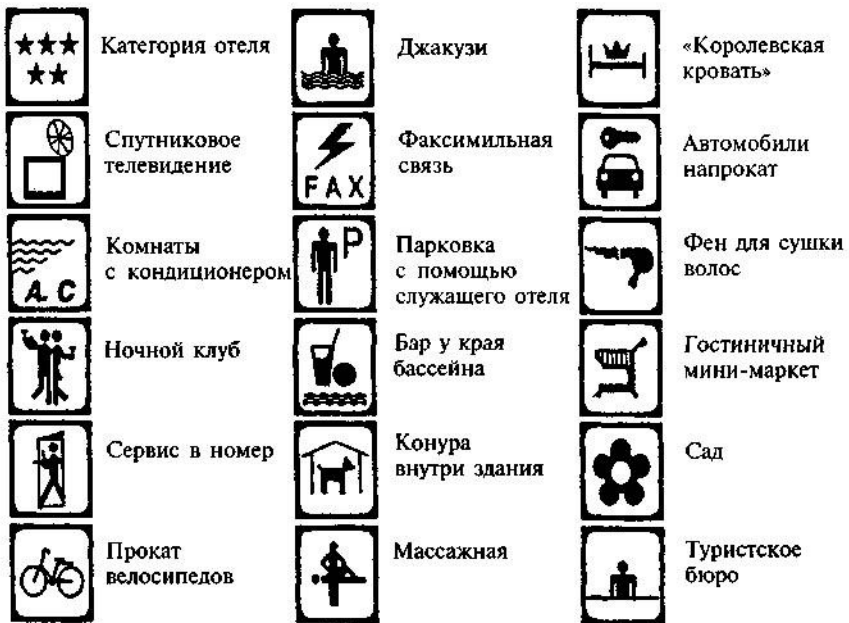 Категория отеля
Джакузи
«Королевская
кровать»
Спутниковое
телевидение
FAX
Факсимильная
связь
Автомобили
напрокат
A. C
Комнаты
с кондиционером
P
Парковка
с помощью
служащего отеля
Фен для сушки
волос
Ночной клуб
Бар у края
бассейна
Гостиничный
мини-маркет
Сервис в номер
Конура
внутри здания
Сад
Прокат
велосипедов
Массажная
Туристское
бюро